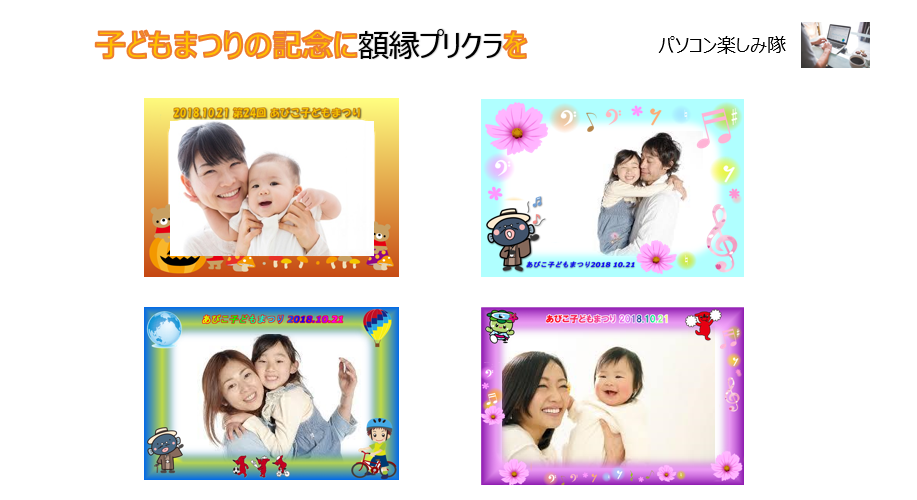 子どもまつりの記念に額縁プリクラを
パソコン楽しみ隊
2018.10.21 第24回 あびこ子どもまつり
あびこ子どもまつり2018 10.21
あびこ子どもまつり 2018.10.21
あびこ子どもまつり 2018.10.21